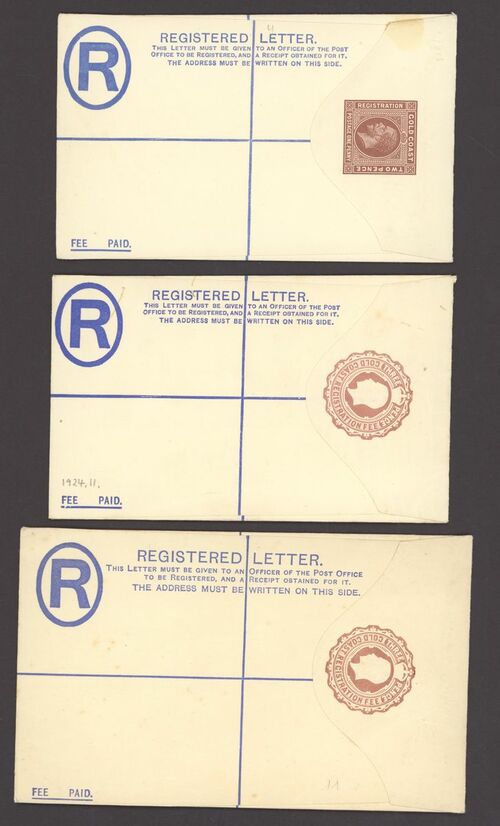 R
REGISTERED LETTER.
THIS LETTER MUST BE GIVEN TO AN OFFICER OF THE POST
OFFICE TO BE REGISTERED, AND A RECEIPT OBTAINED FOR IT.
THE ADDRESS MUST BE WRITTEN ON THIS SIDE.
REGISTRATION
GOLD COAST
TWO PENCE
POSTAGE ONE PENNY
FEE PAID.
R
REGISTERED LETTER.
THIS LETTER MUST BE GIVEN TO AN OFFICER OF THE POST
OFFICE TO BE REGISTERED, AND A RECEIPT OBTAINED FOR IT.
THE ADDRESS MUST BE WRITTEN ON THIS SIDE.
GOLD COAST REGISTRATION FEE
1924, 11,
FEE PAID.
R
REGISTERED LETTER.
THIS LETTER MUST BE GIVEN TO AN OFFICER OF THE POST OFFICE
TO BE REGISTERED, AND A RECEIPT OBTAINED FOR IT.
THE ADDRESS MUST BE WRITTEN ON THIS SIDE.
GOLD COAST REGISTRATION FEE
11
FEE PAID.